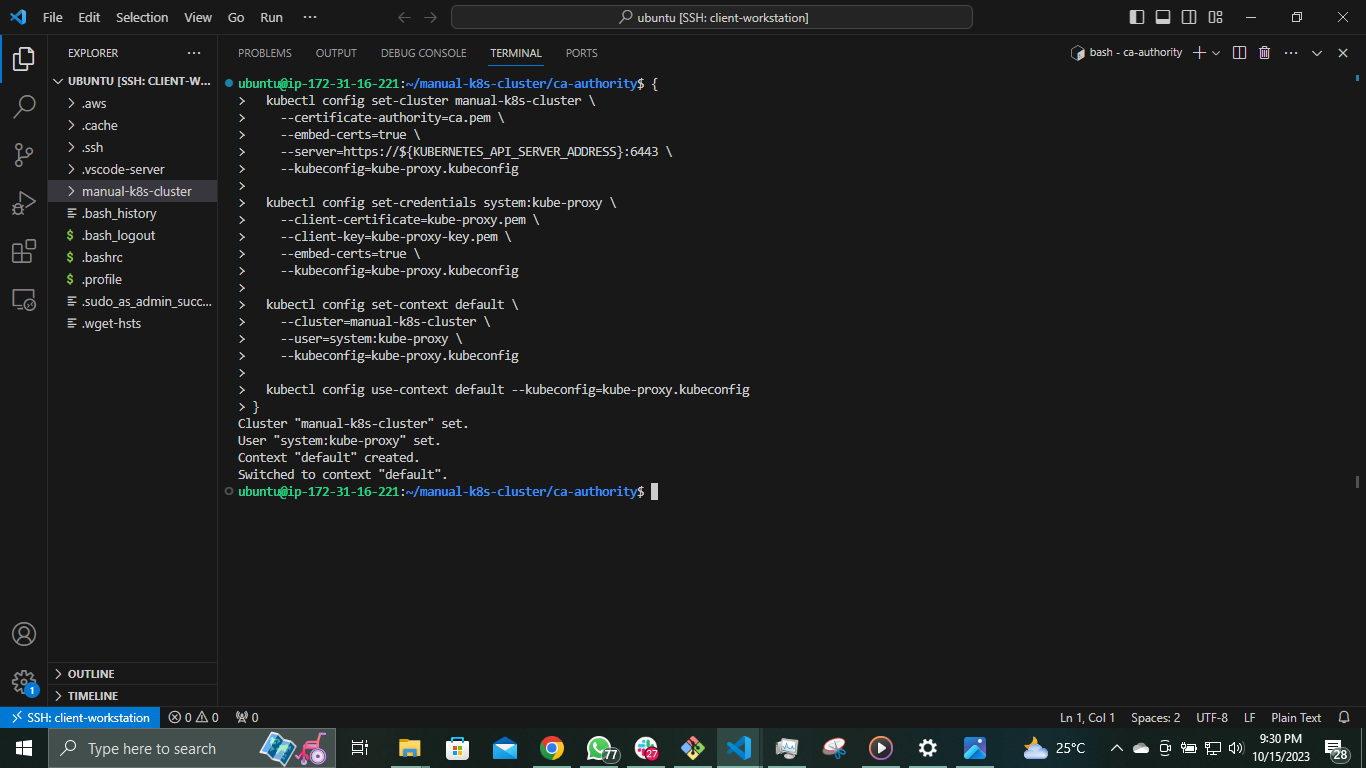 File Edit Selection View Go Run ···
ubuntu [SSH: client-workstation]
EXPLORER ···
PROBLEMS OUTPUT DEBUG CONSOLE TERMINAL PORTS
bash - ca-authority
UBUNTU [SSH: CLIENT-W...
.aws
.cache
.ssh
.vscode-server
manual-k8s-cluster
.bash_history
$ .bash_logout
$ .bashrc
$ .profile
.sudo_as_admin_succ...
.wget-hsts
OUTLINE
TIMELINE
ubuntu@ip-172-31-16-221:~/manual-k8s-cluster/ca-authority$ {
>   kubectl config set-cluster manual-k8s-cluster \
>     --certificate-authority=ca.pem \
>     --embed-certs=true \
>     --server=https://${KUBERNETES_API_SERVER_ADDRESS}:6443 \
>     --kubeconfig=kube-proxy.kubeconfig
>
>   kubectl config set-credentials system:kube-proxy \
>     --client-certificate=kube-proxy.pem \
>     --client-key=kube-proxy-key.pem \
>     --embed-certs=true \
>     --kubeconfig=kube-proxy.kubeconfig
>
>   kubectl config set-context default \
>     --cluster=manual-k8s-cluster \
>     --user=system:kube-proxy \
>     --kubeconfig=kube-proxy.kubeconfig
>
>   kubectl config use-context default --kubeconfig=kube-proxy.kubeconfig
> }
Cluster "manual-k8s-cluster" set.
User "system:kube-proxy" set.
Context "default" created.
Switched to context "default".
ubuntu@ip-172-31-16-221:~/manual-k8s-cluster/ca-authority$
1
SSH: client-workstation 0 0 0
Ln 1, Col 1 Spaces: 2 UTF-8 LF Plain Text
Type here to search
77
27
25°C
9:30 PM
10/15/2023
28